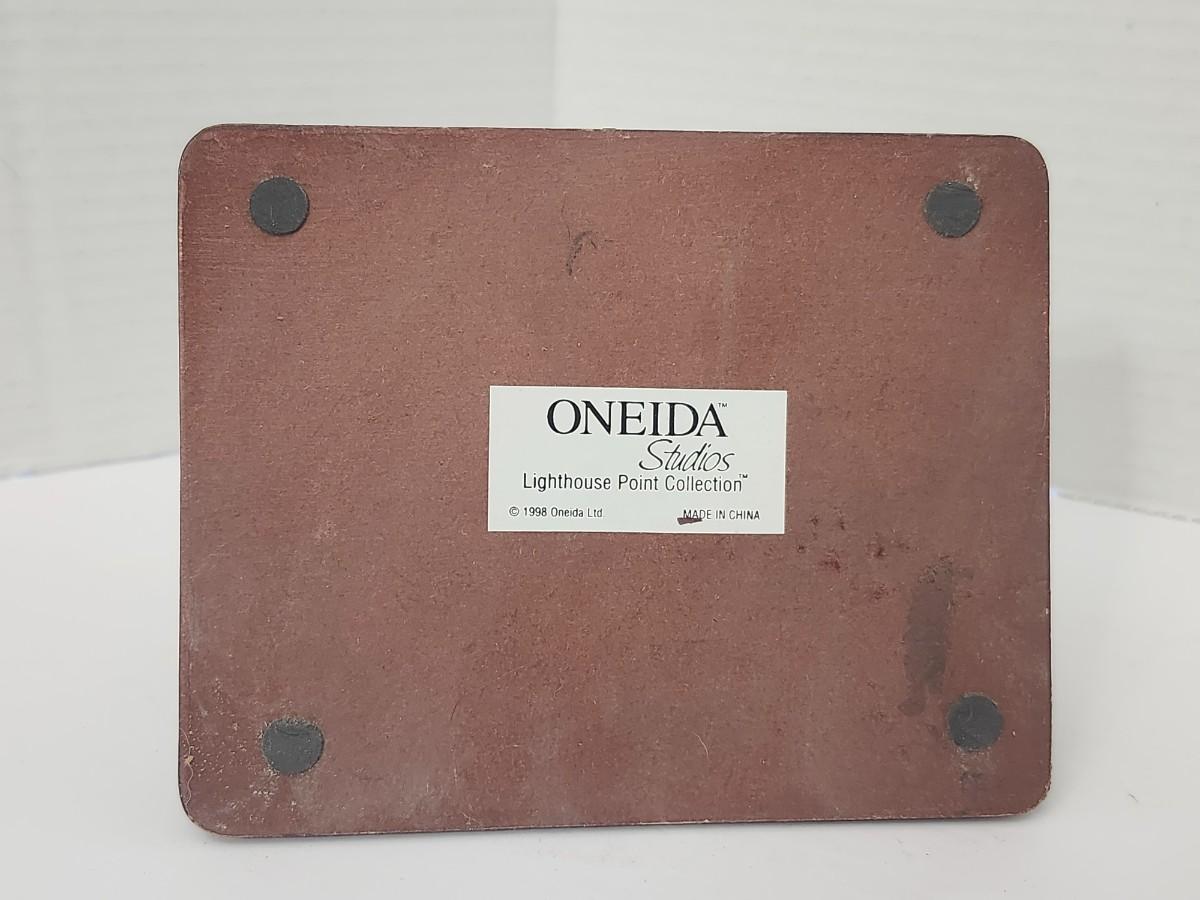 ONEIDA™
Studios
Lighthouse Point Collection™
© 1998 Oneida Ltd.
MADE IN CHINA